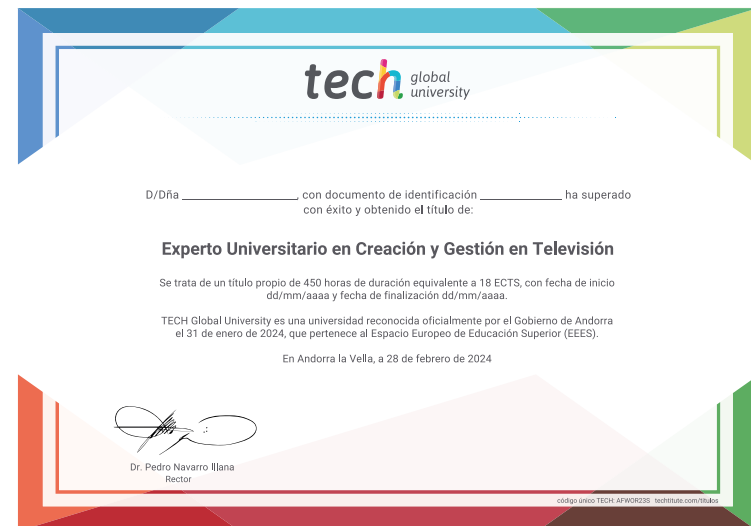 tech global
university
D/Dña ____________________, con documento de identificación ______________ ha superado
con éxito y obtenido el título de:
Experto Universitario en Creación y Gestión en Televisión
Se trata de un título propio de 450 horas de duración equivalente a 18 ECTS, con fecha de inicio
dd/mm/aaaa y fecha de finalización dd/mm/aaaa.
TECH Global University es una universidad reconocida oficialmente por el Gobierno de Andorra
el 31 de enero de 2024, que pertenece al Espacio Europeo de Educación Superior (EEES).
En Andorra la Vella, a 28 de febrero de 2024
Dr. Pedro Navarro Illana
Rector
código único TECH: AFWOR23S techtitute.com/titulos